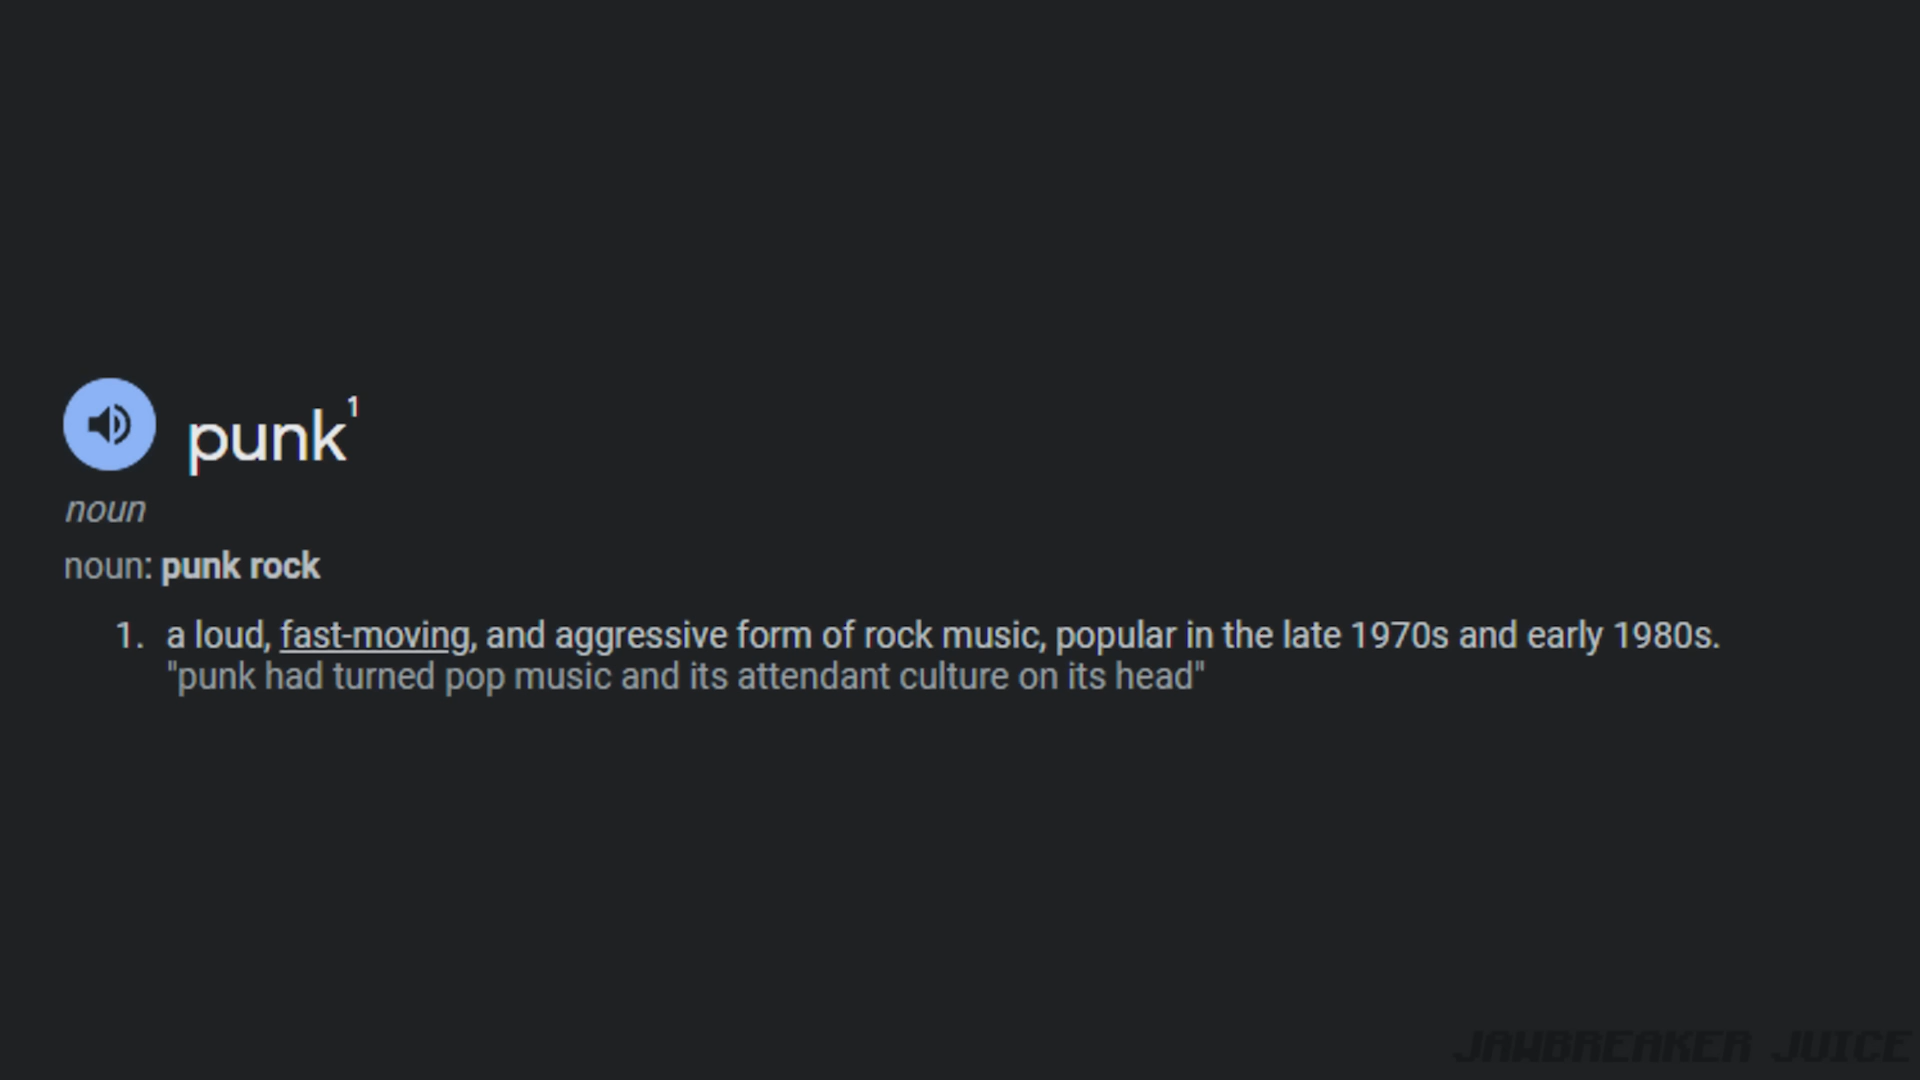 punk¹
noun
noun: punk rock
1. a loud, fast-moving, and aggressive form of rock music, popular in the late 1970s and early 1980s.
"punk had turned pop music and its attendant culture on its head"
JAWBREAKER JUICE